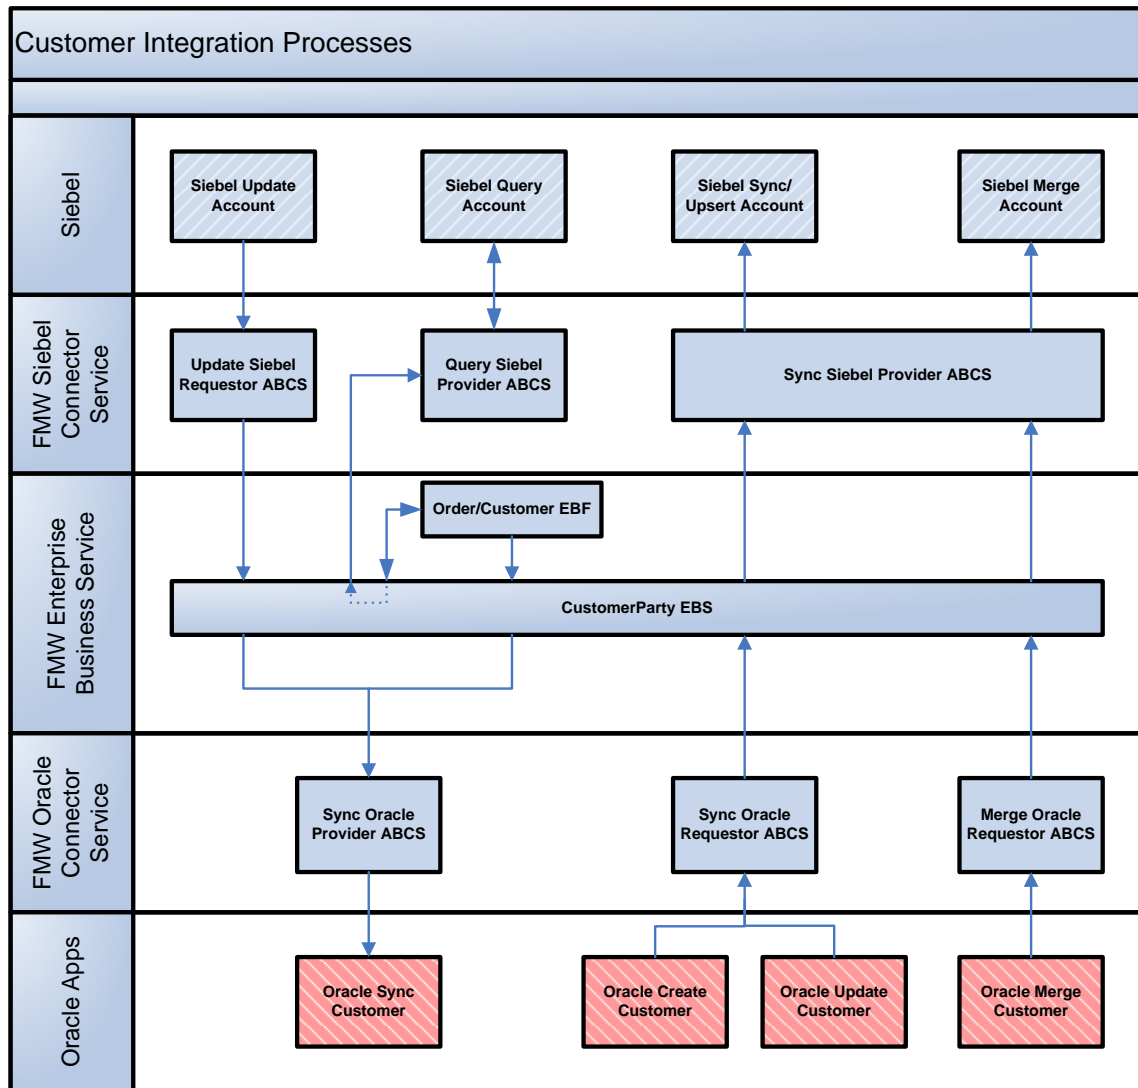 Customer Integration Processes
Siebel
Siebel Update
Account
Siebel Query
Account
Siebel Sync/
Upsert Account
Siebel Merge
Account
FMW Siebel
Connector
Service
Update Siebel
Requestor ABCS
Query Siebel
Provider ABCS
Sync Siebel Provider ABCS
FMW Enterprise
Business Service
Order/Customer EBF
CustomerParty EBS
FMW Oracle
Connector
Service
Sync Oracle
Provider ABCS
Sync Oracle
Requestor ABCS
Merge Oracle
Requestor ABCS
Oracle Apps
Oracle Sync
Customer
Oracle Create
Customer
Oracle Update
Customer
Oracle Merge
Customer